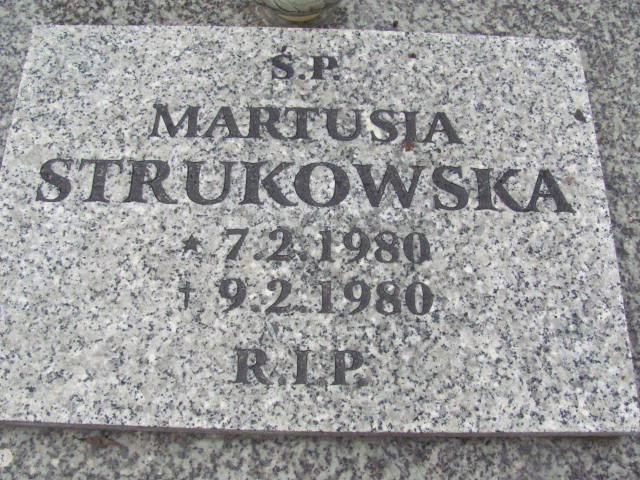 Ś.P.
MARTUSIA
STRUKOWSKA
★ 7.2.1980
† 9.2.1980
R.I.P.